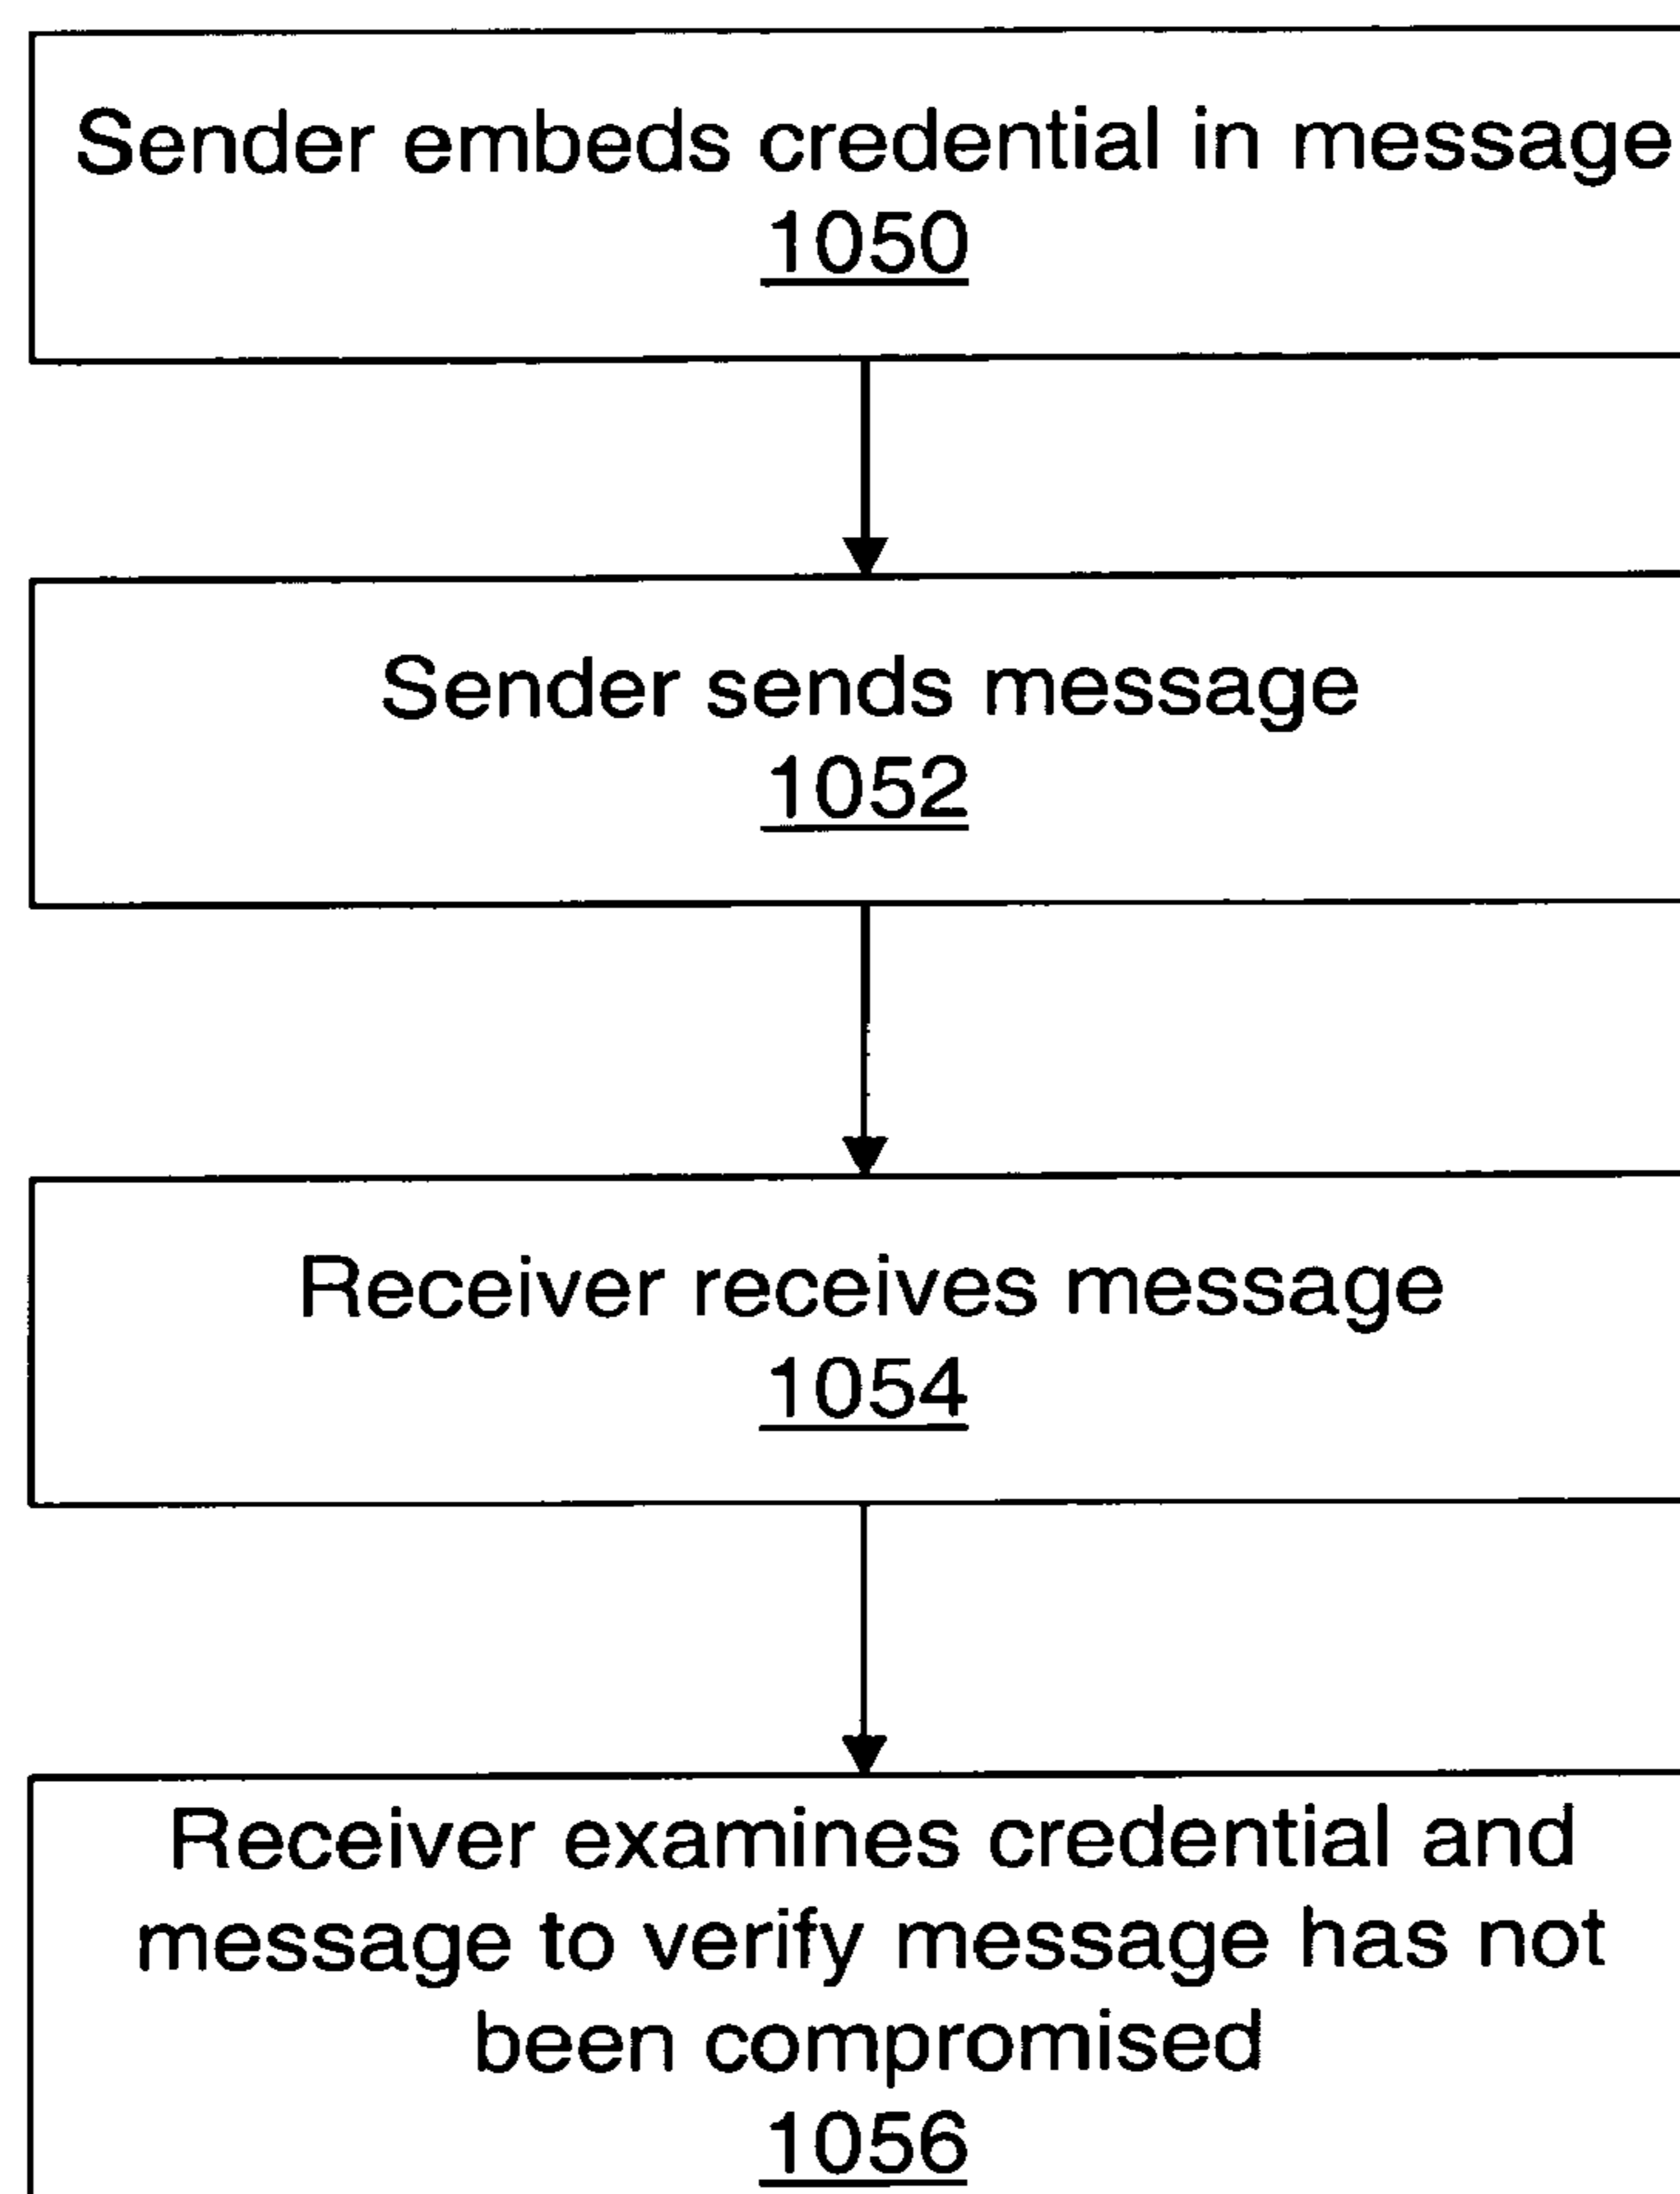 Sender embeds credential in message
1050
Sender sends message
1052
Receiver receives message
1054
Receiver examines credential and
message to verify message has not
been compromised
1056